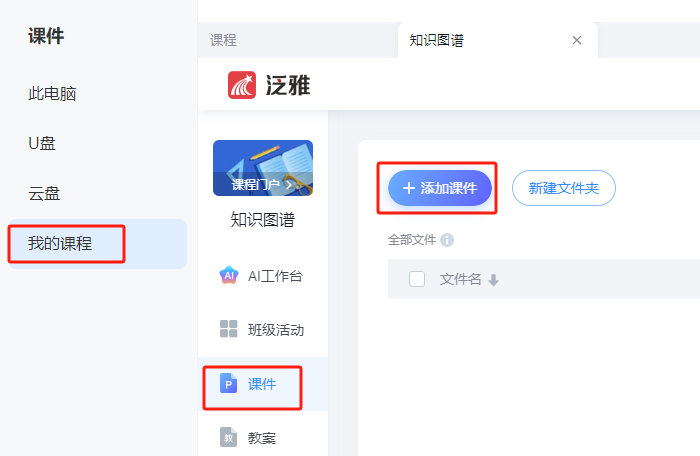 课件
此电脑
U盘
云盘
我的课程
课程
知识图谱
泛雅
课程门户
知识图谱
AI工作台
班级活动
课件
教案
+ 添加课件
新建文件夹
全部文件
文件名